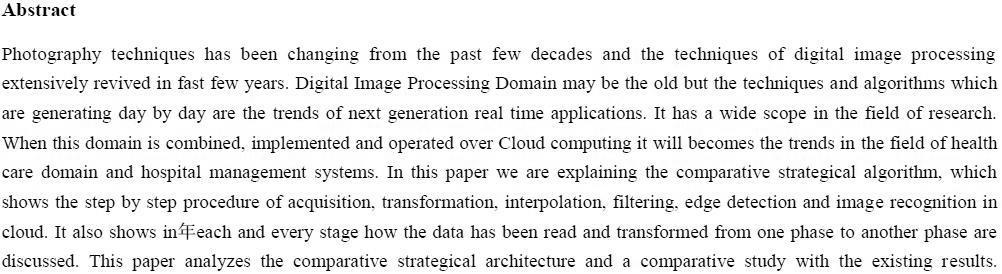 Abstract
Photography techniques has been changing from the past few decades and the techniques of digital image processing
extensively revived in fast few years. Digital Image Processing Domain may be the old but the techniques and algorithms which
are generating day by day are the trends of next generation real time applications. It has a wide scope in the field of research.
When this domain is combined, implemented and operated over Cloud computing it will becomes the trends in the field of health
care domain and hospital management systems. In this paper we are explaining the comparative strategical algorithm, which
shows the step by step procedure of acquisition, transformation, interpolation, filtering, edge detection and image recognition in
cloud. It also shows in年each and every stage how the data has been read and transformed from one phase to another phase are
discussed. This paper analyzes the comparative strategical architecture and a comparative study with the existing results.